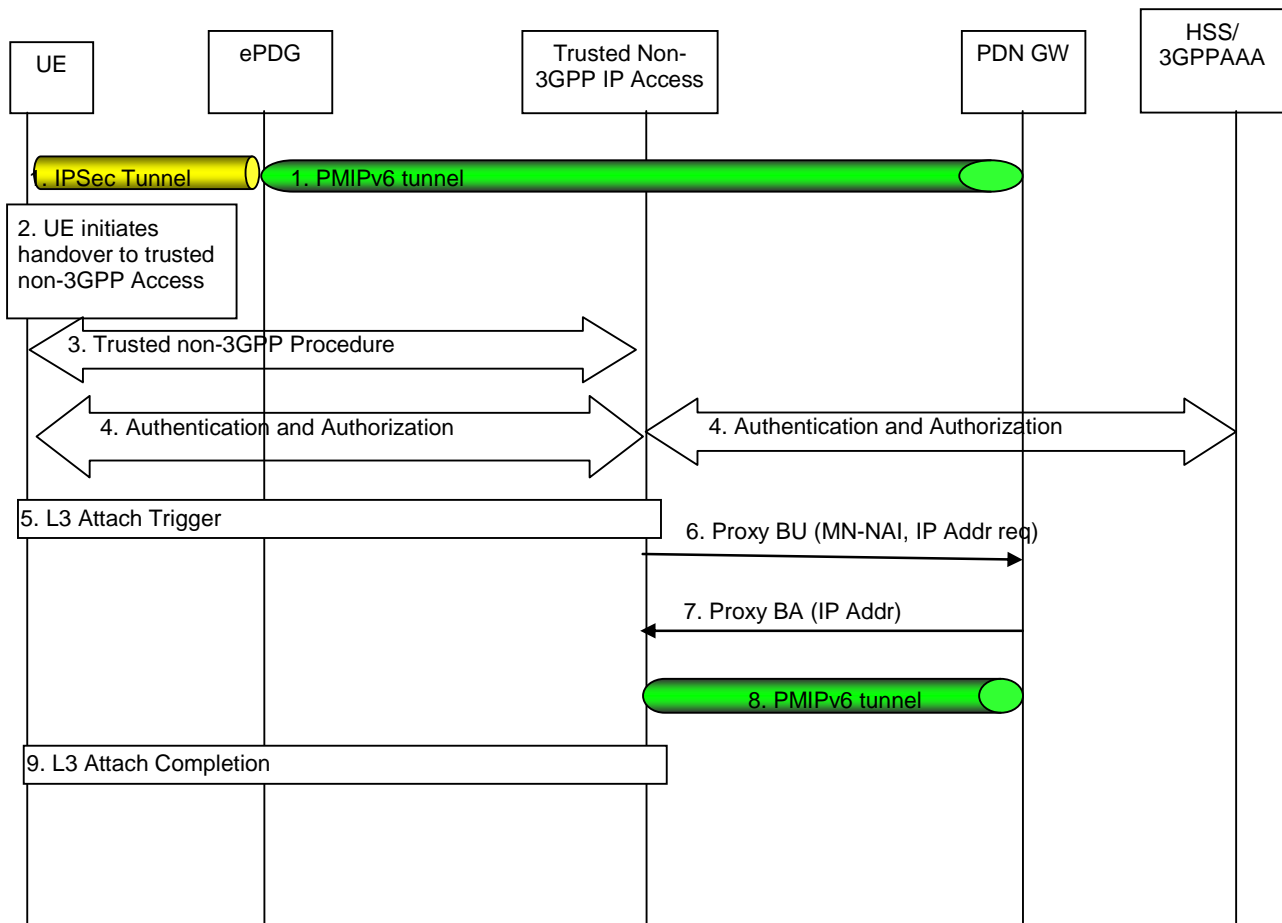 UE
ePDG
Trusted Non-
3GPP IP Access
PDN GW
HSS/
3GPPAAA
1. IPSec Tunnel
1. PMIPv6 tunnel
2. UE initiates
handover to trusted
non-3GPP Access
3. Trusted non-3GPP Procedure
4. Authentication and Authorization
4. Authentication and Authorization
5. L3 Attach Trigger
6. Proxy BU (MN-NAI, IP Addr req)
7. Proxy BA (IP Addr)
8. PMIPv6 tunnel
9. L3 Attach Completion